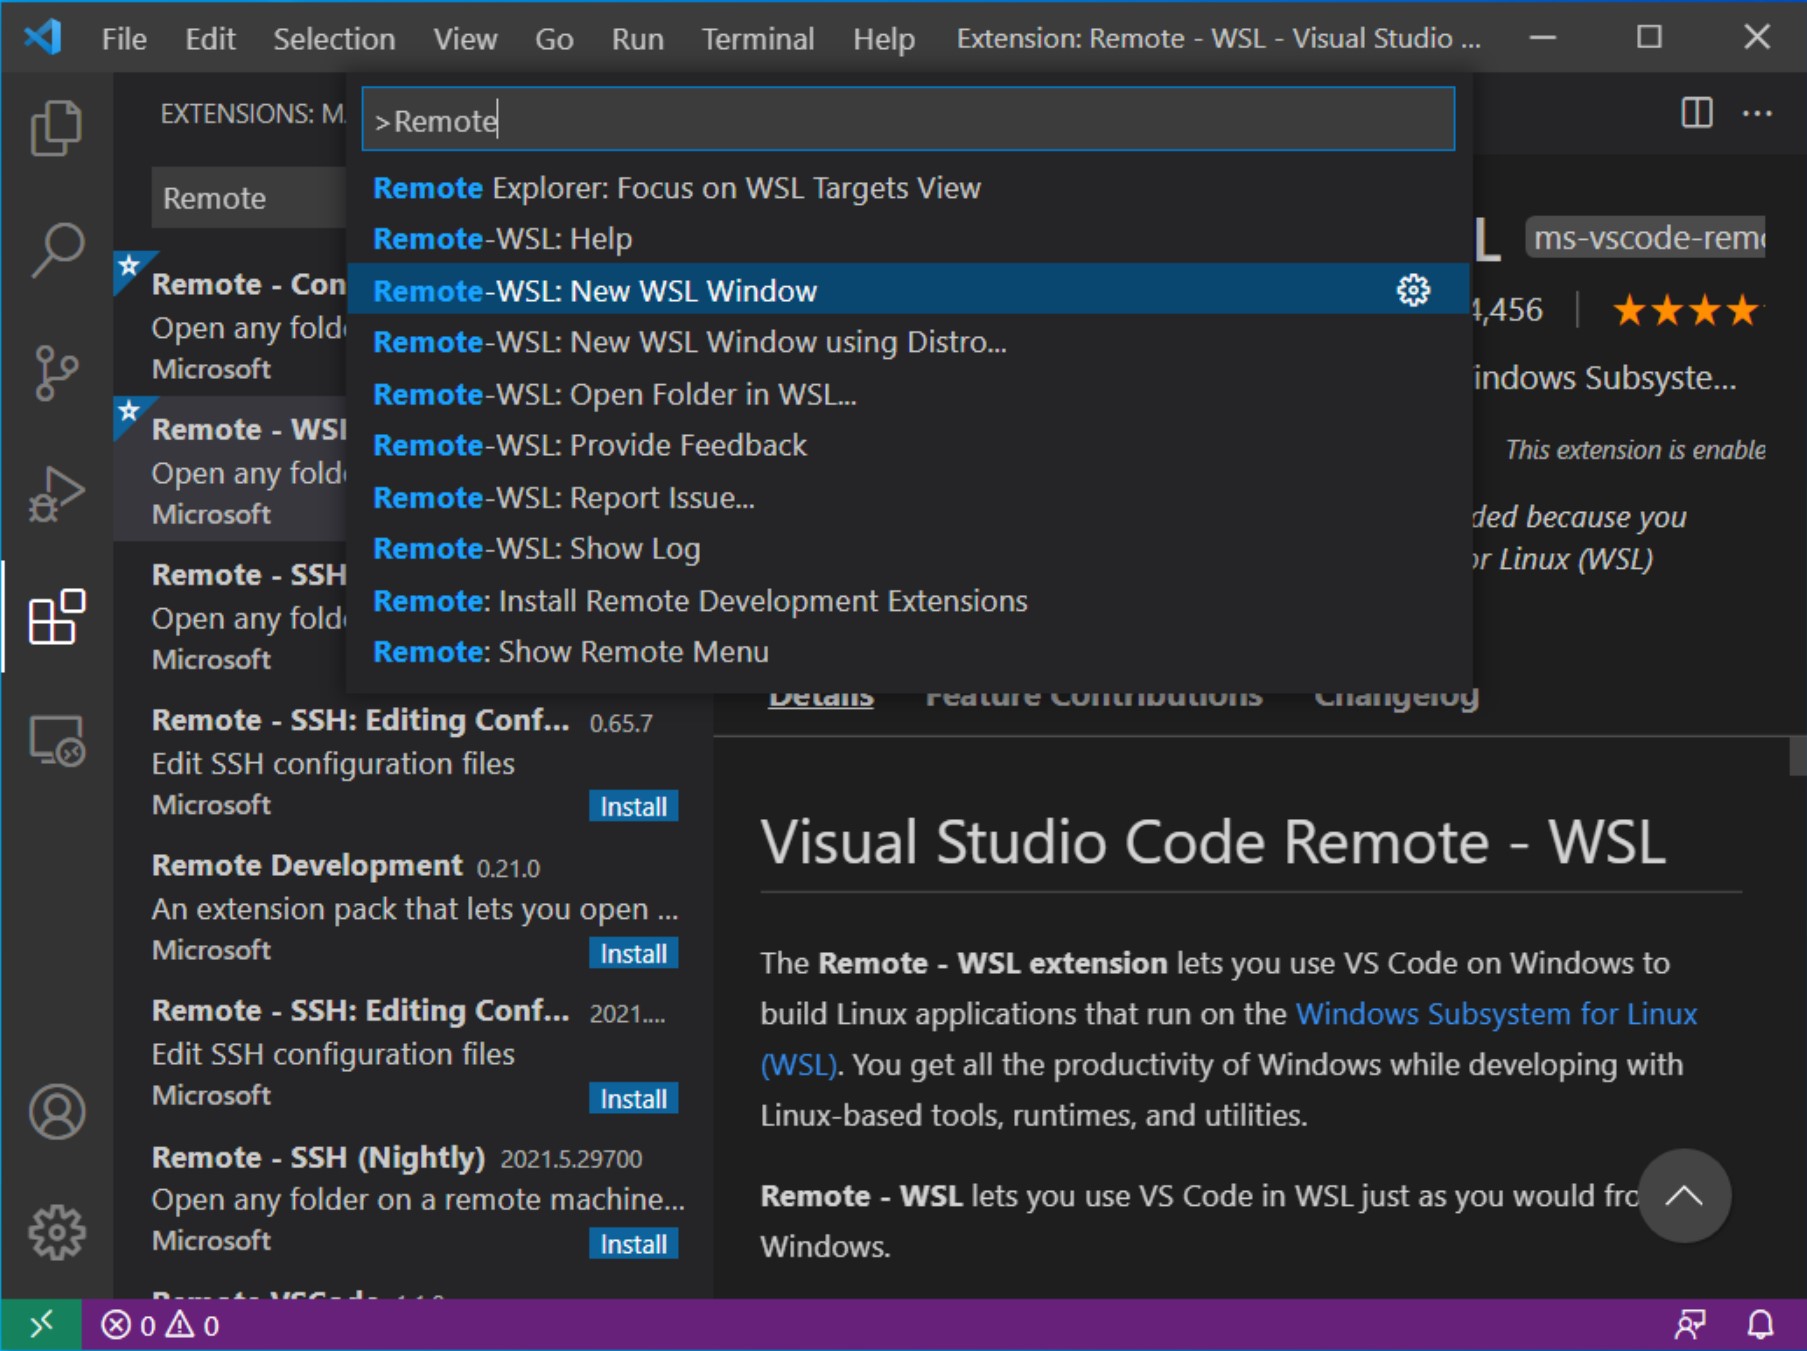 File Edit Selection View Go Run Terminal Help Extension: Remote - WSL - Visual Studio ...
EXTENSIONS: M
Remote
>Remote
Remote Explorer: Focus on WSL Targets View
Remote-WSL: Help
Remote-WSL: New WSL Window
Remote-WSL: New WSL Window using Distro...
Remote-WSL: Open Folder in WSL...
Remote-WSL: Provide Feedback
Remote-WSL: Report Issue...
Remote-WSL: Show Log
Remote: Install Remote Development Extensions
Remote: Show Remote Menu
Remote - Con
Open any fold
Microsoft
Remote - WSL
Open any fold
Microsoft
Remote - SSH
Open any fold
Microsoft
Remote - SSH: Editing Conf... 0.65.7
Edit SSH configuration files
Microsoft Install
Remote Development 0.21.0
An extension pack that lets you open ...
Microsoft Install
Remote - SSH: Editing Conf... 2021....
Edit SSH configuration files
Microsoft Install
Remote - SSH (Nightly) 2021.5.29700
Open any folder on a remote machine...
Microsoft Install
Remote VSCode
L ms-vscode-remo
4,456
indows Subsyste...
This extension is enable
ded because you
or Linux (WSL)
Details Feature Contributions Changelog
Visual Studio Code Remote - WSL
The Remote - WSL extension lets you use VS Code on Windows to
build Linux applications that run on the Windows Subsystem for Linux
(WSL). You get all the productivity of Windows while developing with
Linux-based tools, runtimes, and utilities.
Remote - WSL lets you use VS Code in WSL just as you would fro
Windows.
0 0